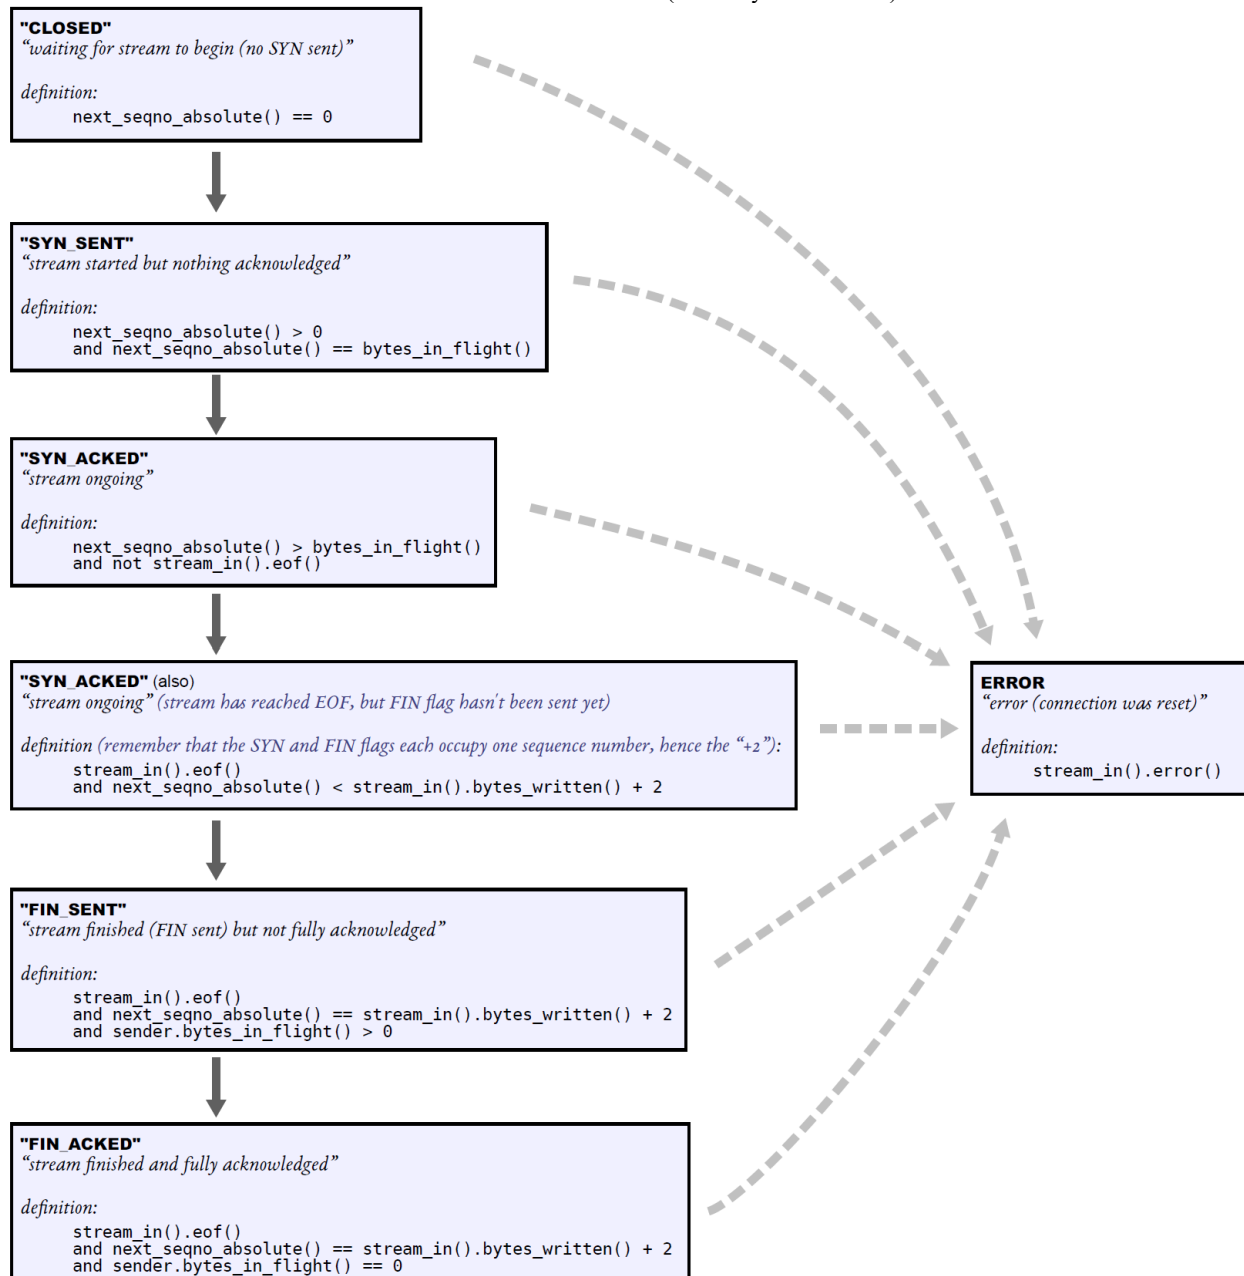 "CLOSED"
“waiting for stream to begin (no SYN sent)”
definition:
next_seqno_absolute() == 0
"SYN_SENT"
“stream started but nothing acknowledged”
definition:
next_seqno_absolute() > 0
and next_seqno_absolute() == bytes_in_flight()
"SYN_ACKED"
“stream ongoing”
definition:
next_seqno_absolute() > bytes_in_flight()
and not stream_in().eof()
"SYN_ACKED" (also)
“stream ongoing” (stream has reached EOF, but FIN flag hasn't been sent yet)
definition (remember that the SYN and FIN flags each occupy one sequence number, hence the “+2”):
stream_in().eof()
and next_seqno_absolute() < stream_in().bytes_written() + 2
ERROR
“error (connection was reset)”
definition:
stream_in().error()
"FIN_SENT"
“stream finished (FIN sent) but not fully acknowledged”
definition:
stream_in().eof()
and next_seqno_absolute() == stream_in().bytes_written() + 2
and sender.bytes_in_flight() > 0
"FIN_ACKED"
“stream finished and fully acknowledged”
definition:
stream_in().eof()
and next_seqno_absolute() == stream_in().bytes_written() + 2
and sender.bytes_in_flight() == 0